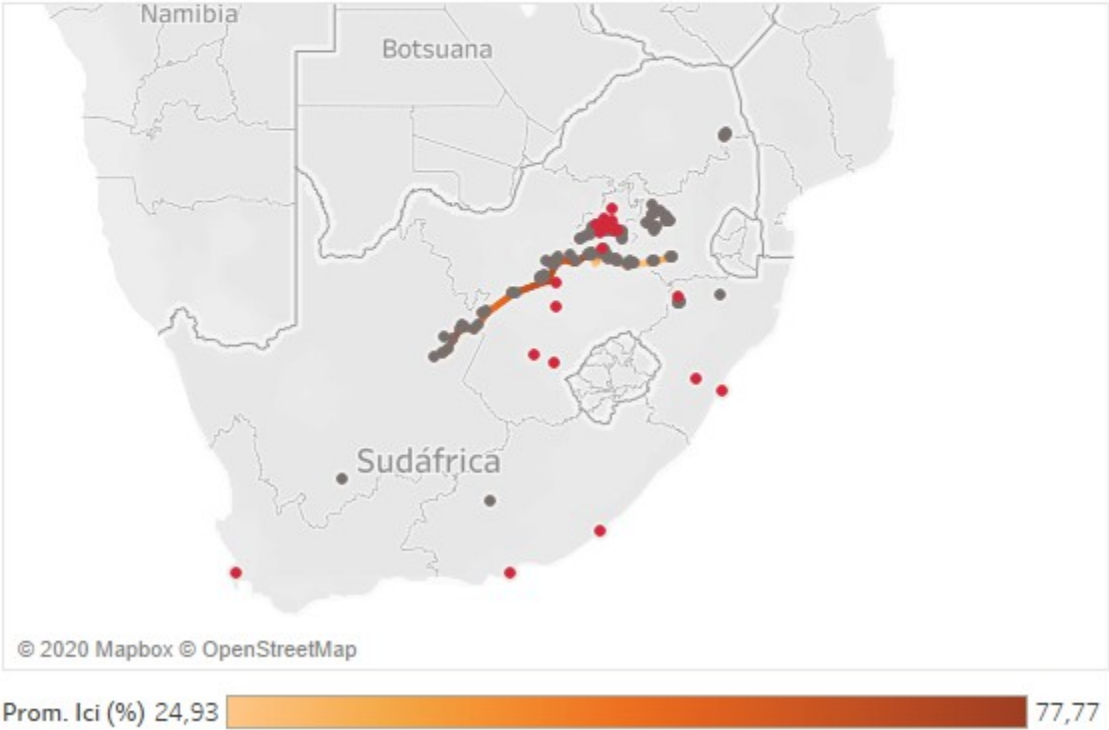 Namibia
Botsuana
Sudáfrica
© 2020 Mapbox © OpenStreetMap
Prom. Ici (%) 24,93 77,77